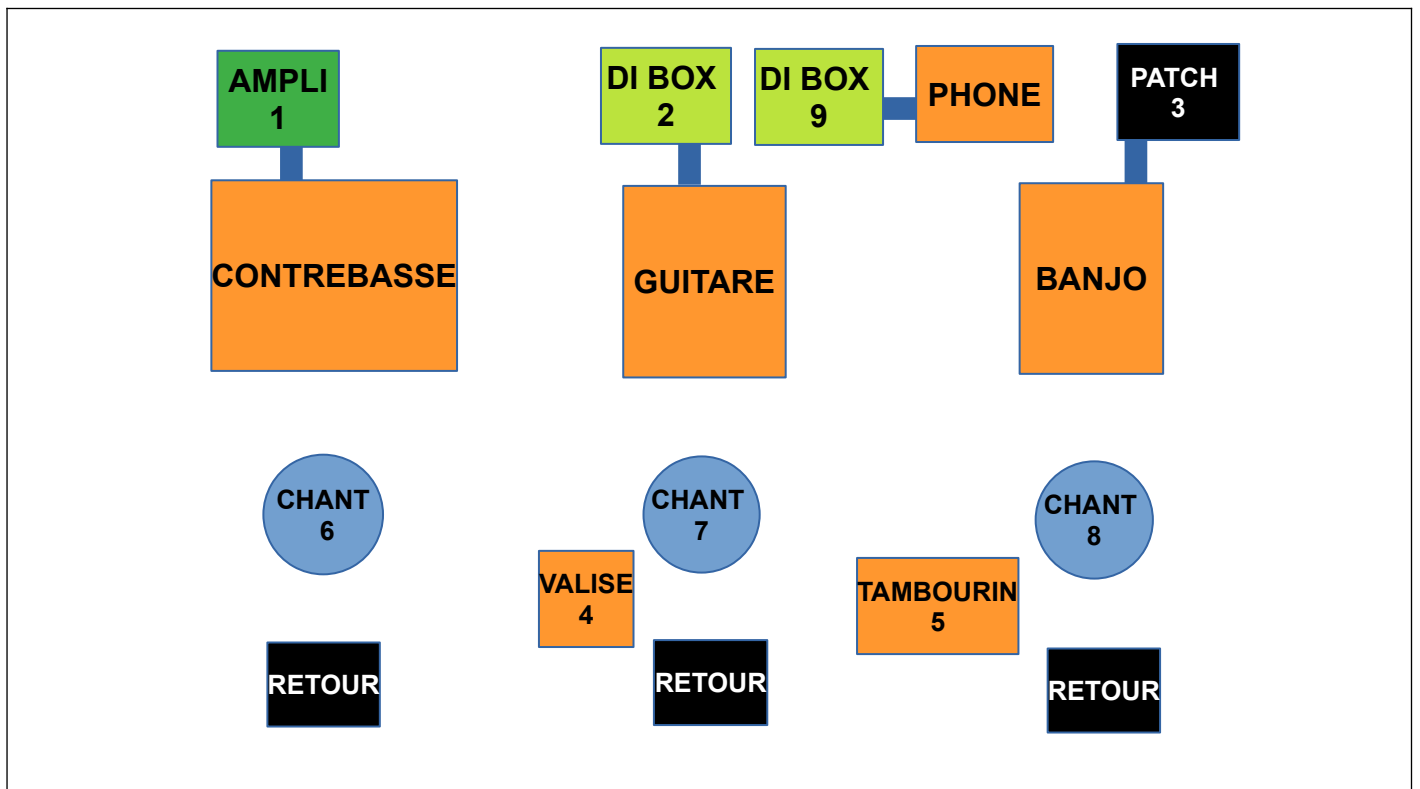 AMPLI
1
DI BOX
2
DI BOX
9
PHONE
PATCH
3
CONTREBASSE
GUITARE
BANJO
CHANT
6
CHANT
7
CHANT
8
VALISE
4
TAMBOURIN
5
RETOUR
RETOUR
RETOUR